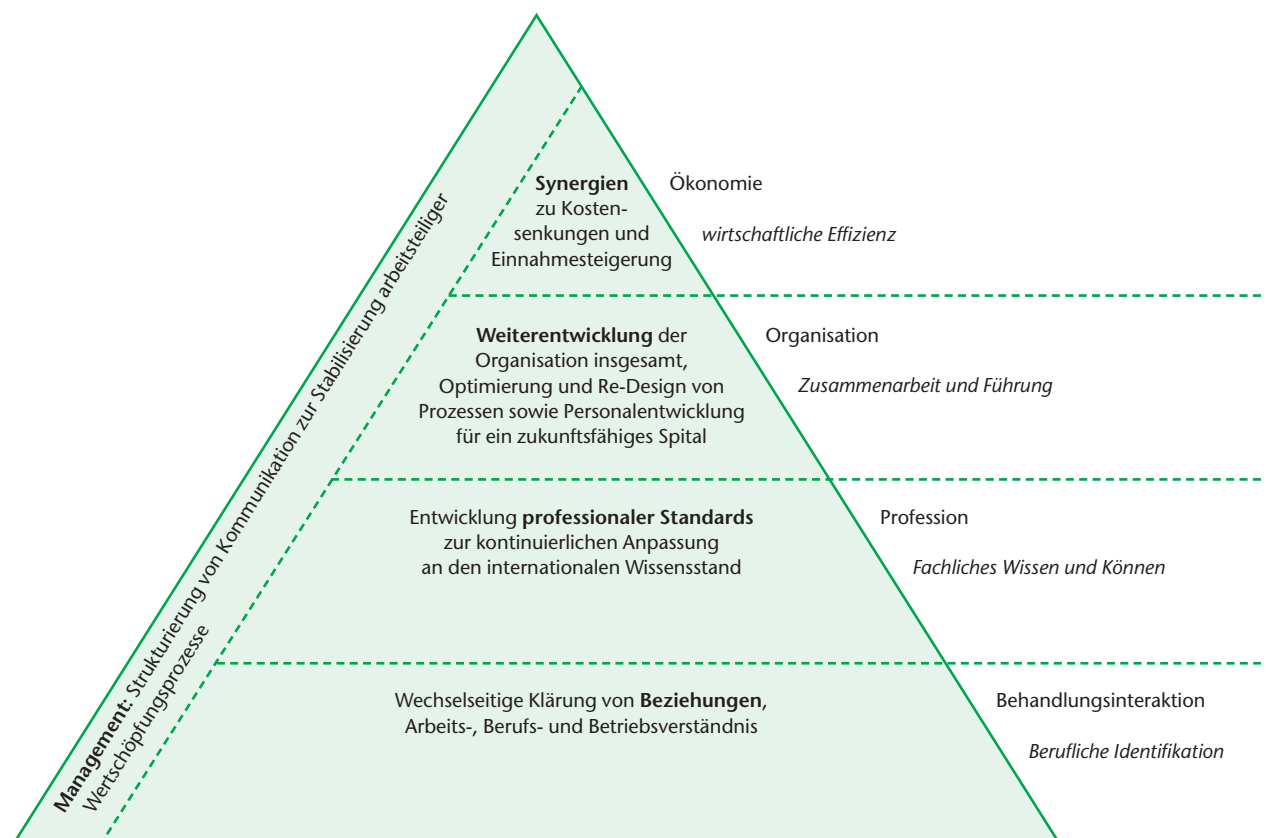 Synergien
zu Kosten-
senkungen und
Einnahmesteigerung
Ökonomie
wirtschaftliche Effizienz
Weiterentwicklung der
Organisation insgesamt,
Optimierung und Re-Design von
Prozessen sowie Personalentwicklung
für ein zukunftsfähiges Spital
Organisation
Zusammenarbeit und Führung
Entwicklung professionaler Standards
zur kontinuierlichen Anpassung
an den internationalen Wissensstand
Profession
Fachliches Wissen und Können
Wechselseitige Klärung von Beziehungen,
Arbeits-, Berufs- und Betriebsverständnis
Behandlungsinteraktion
Berufliche Identifikation
Management: Strukturierung von Kommunikation zur Stabilisierung arbeitsteiliger
Wertschöpfungsprozesse